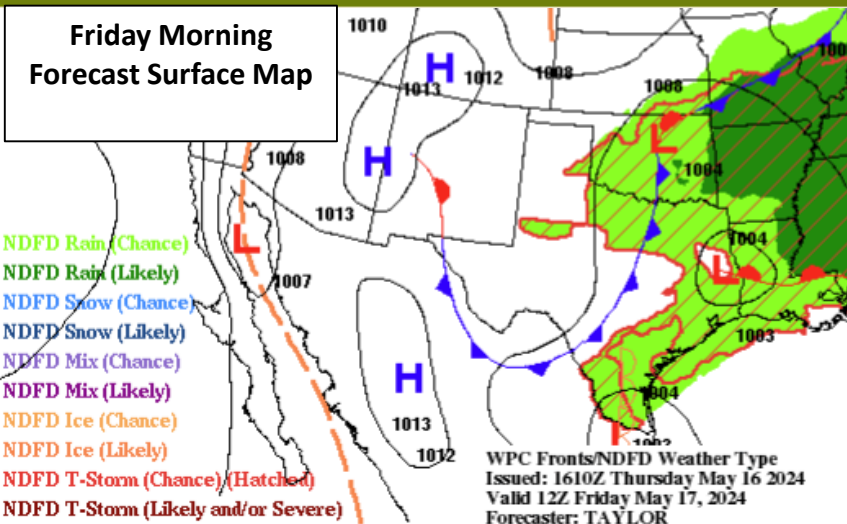 Friday Morning
Forecast Surface Map
1010
H
1013
1012
1008
1008
1008
H
1013
L
1004
L
1007
1004
L
1003
H
1013
1012
1004
L
NDFD Rain (Chance)
NDFD Rain (Likely)
NDFD Snow (Chance)
NDFD Snow (Likely)
NDFD Mix (Chance)
NDFD Mix (Likely)
NDFD Ice (Chance)
NDFD Ice (Likely)
NDFD T-Storm (Chance) (Hatched)
NDFD T-Storm (Likely and/or Severe)
WPC Fronts/NDFD Weather Type
Issued: 1610Z Thursday May 16 2024
Valid 12Z Friday May 17, 2024
Forecaster: TAYLOR